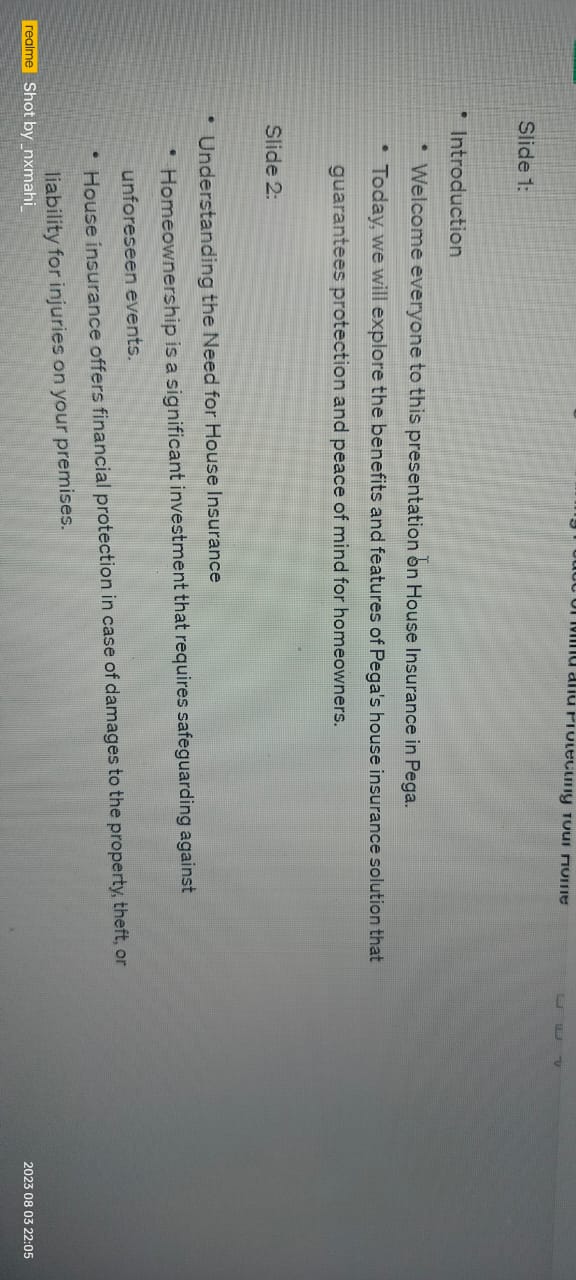 of Mind and Protecting Your Home
Slide 1:
• Introduction
• Welcome everyone to this presentation on House Insurance in Pega.
• Today, we will explore the benefits and features of Pega's house insurance solution that
guarantees protection and peace of mind for homeowners.
Slide 2:
• Understanding the Need for House Insurance
• Homeownership is a significant investment that requires safeguarding against
unforeseen events.
• House insurance offers financial protection in case of damages to the property, theft, or
liability for injuries on your premises.
realme Shot by _nxmahi_
2023 08 03 22:05